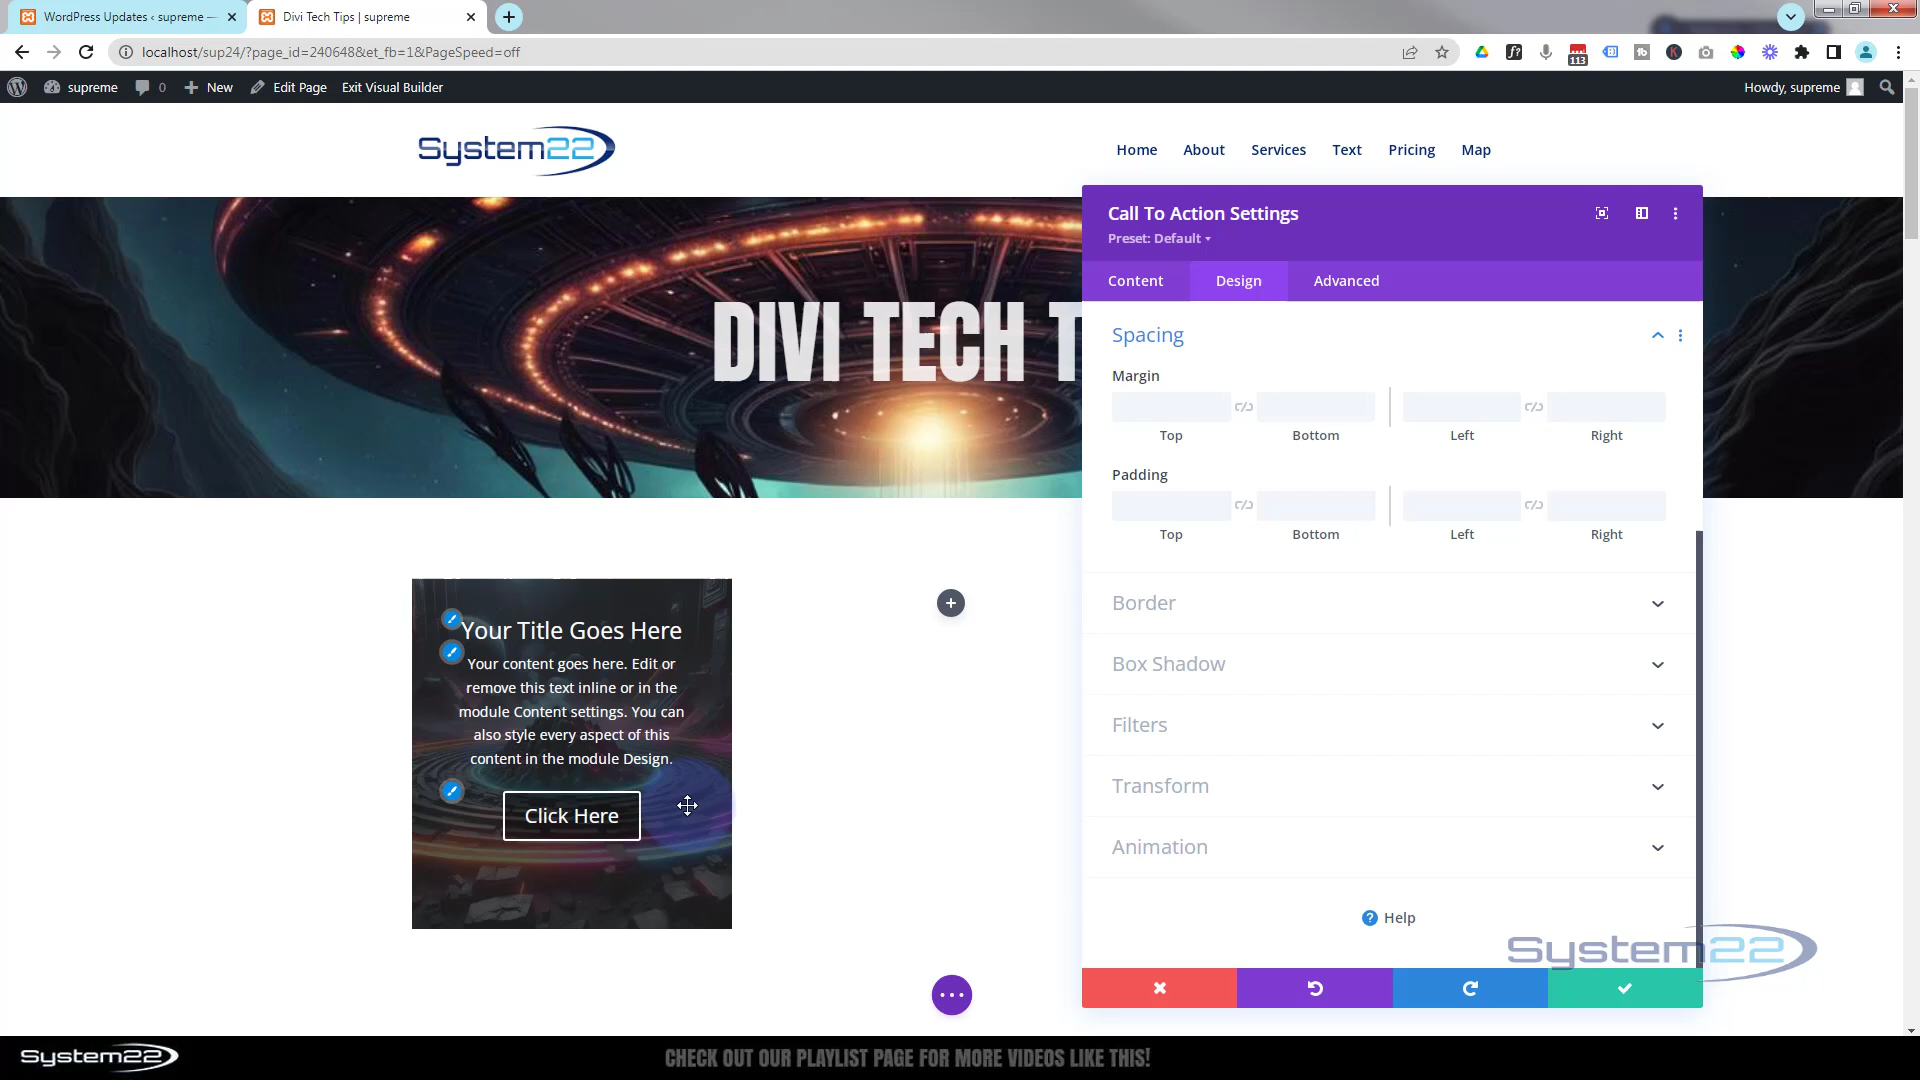 WordPress Updates ‹ supreme —
Divi Tech Tips | supreme
localhost/sup24/?page_id=240648&et_fb=1&PageSpeed=off
113
supreme
0
New
Edit Page
Exit Visual Builder
Howdy, supreme
System22
Home
About
Services
Text
Pricing
Map
DIVI TECH T
Call To Action Settings
Preset: Default
Content
Design
Advanced
Spacing
Margin
Top
Bottom
Left
Right
Padding
Top
Bottom
Left
Right
Border
Box Shadow
Filters
Transform
Animation
Help
Your Title Goes Here
Your content goes here. Edit or
remove this text inline or in the
module Content settings. You can
also style every aspect of this
content in the module Design.
Click Here
System22
System22
CHECK OUT OUR PLAYLIST PAGE FOR MORE VIDEOS LIKE THIS!